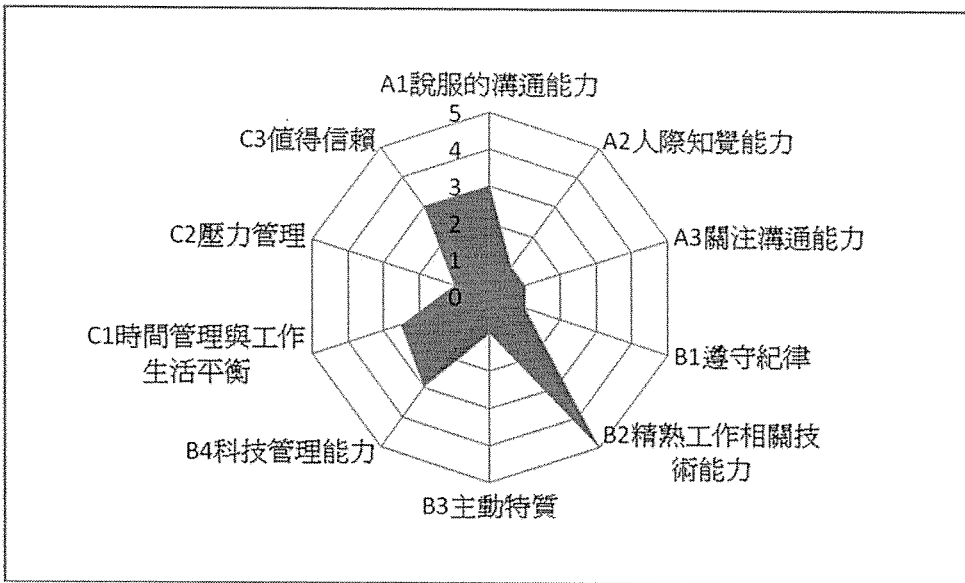 A1說服的溝通能力
5
4
3
2
1
0
A2人際知覺能力
A3關注溝通能力
B1遵守紀律
B2精熟工作相關技
術能力
B3主動特質
B4科技管理能力
C1時間管理與工作
生活平衡
C2壓力管理
C3值得信賴